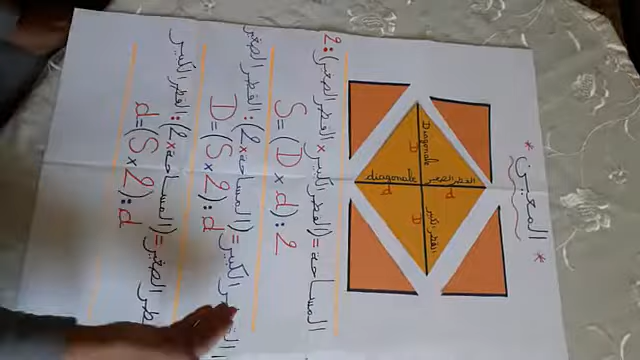 * المعين *
Diagonale
D
diagonale القطر الصغير
d d
القطر الكبير
D
المساحة = (القطر الكبير x القطر الصغير) : 2
S = (D x d) : 2
القطر الكبير = (المساحة x 2) : القطر الصغير
D = (S x 2) : d
القطر الصغير = (المساحة x 2) : القطر الكبير
d = (S x 2) : d